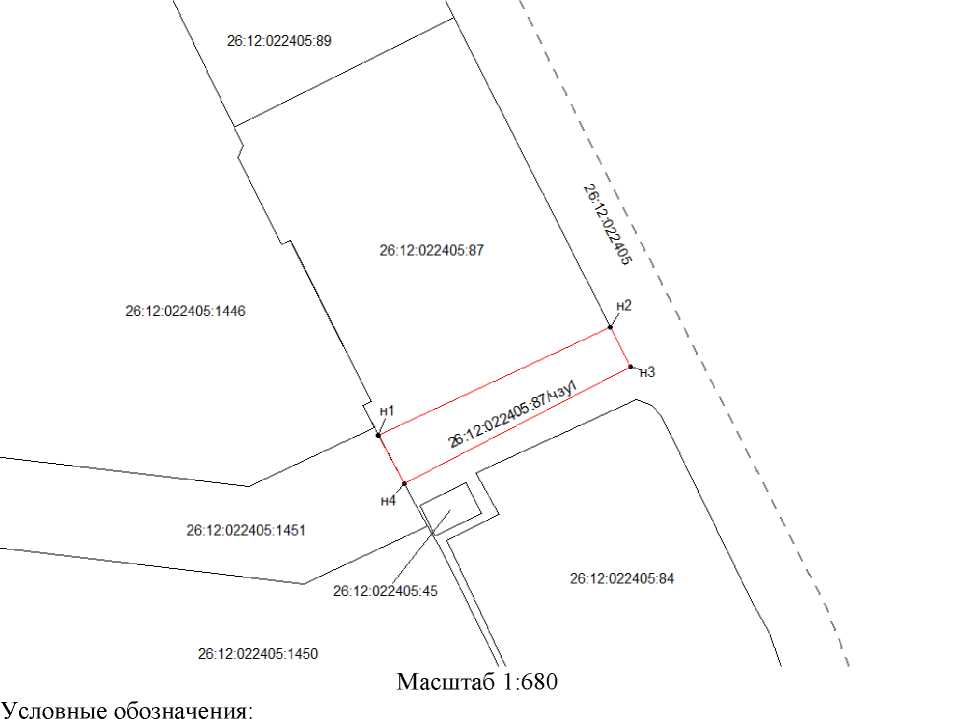 26:12:022405:89
26:12:022405
26:12:022405:87
26:12:022405:1446
н2
н3
26:12:022405:87/чзу1
н1
н4
26:12:022405:1451
26:12:022405:84
26:12:022405:45
26:12:022405:1450
Масштаб 1:680
Условные обозначения: